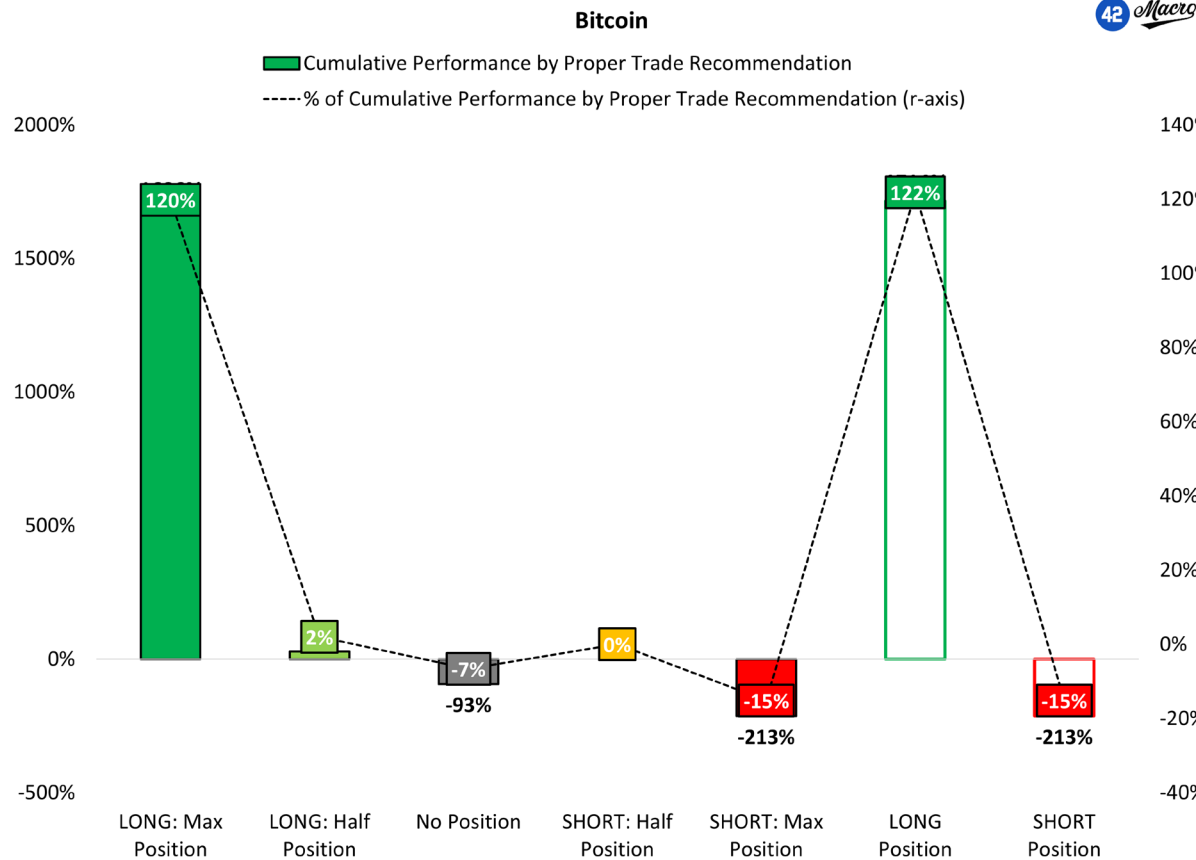 Bitcoin
42 Macro
Cumulative Performance by Proper Trade Recommendation
% of Cumulative Performance by Proper Trade Recommendation (r-axis)
2000%
1500%
1000%
500%
0%
-500%
140%
120%
100%
80%
60%
40%
20%
0%
-20%
-40%
120%
2%
-7%
-93%
0%
-15%
-213%
122%
-15%
-213%
LONG: Max
Position
LONG: Half
Position
No Position
SHORT: Half
Position
SHORT: Max
Position
LONG
Position
SHORT
Position